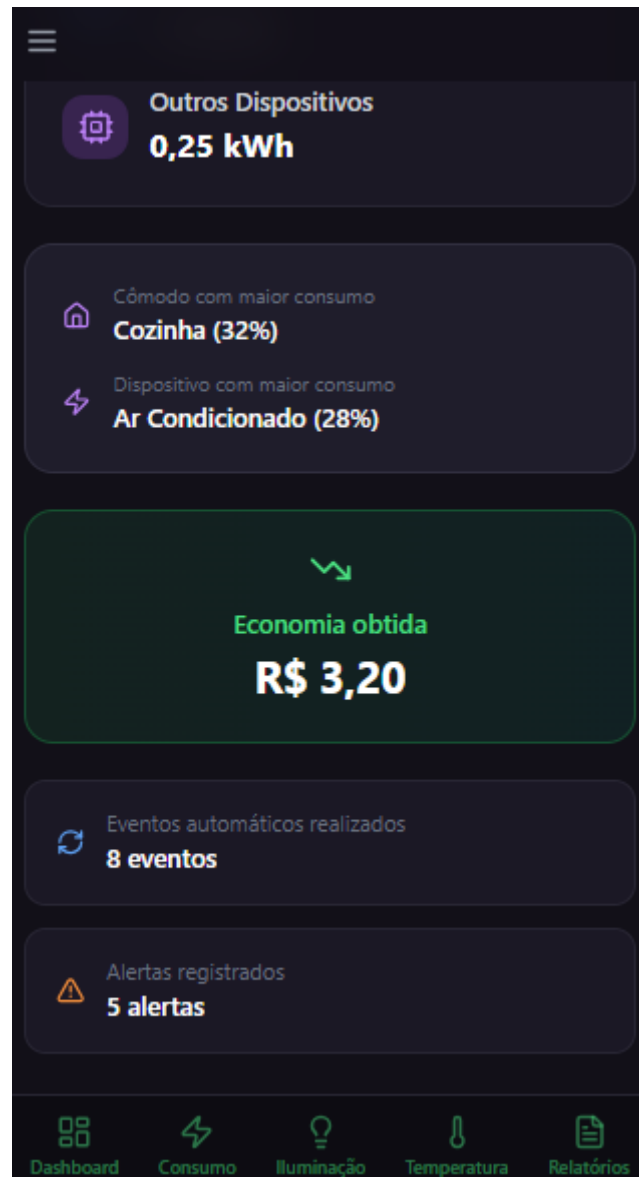 Outros Dispositivos
0,25 kWh
Cômodo com maior consumo
Cozinha (32%)
Dispositivo com maior consumo
Ar Condicionado (28%)
Economia obtida
R$ 3,20
Eventos automáticos realizados
8 eventos
Alertas registrados
5 alertas
Dashboard Consumo Iluminação Temperatura Relatórios